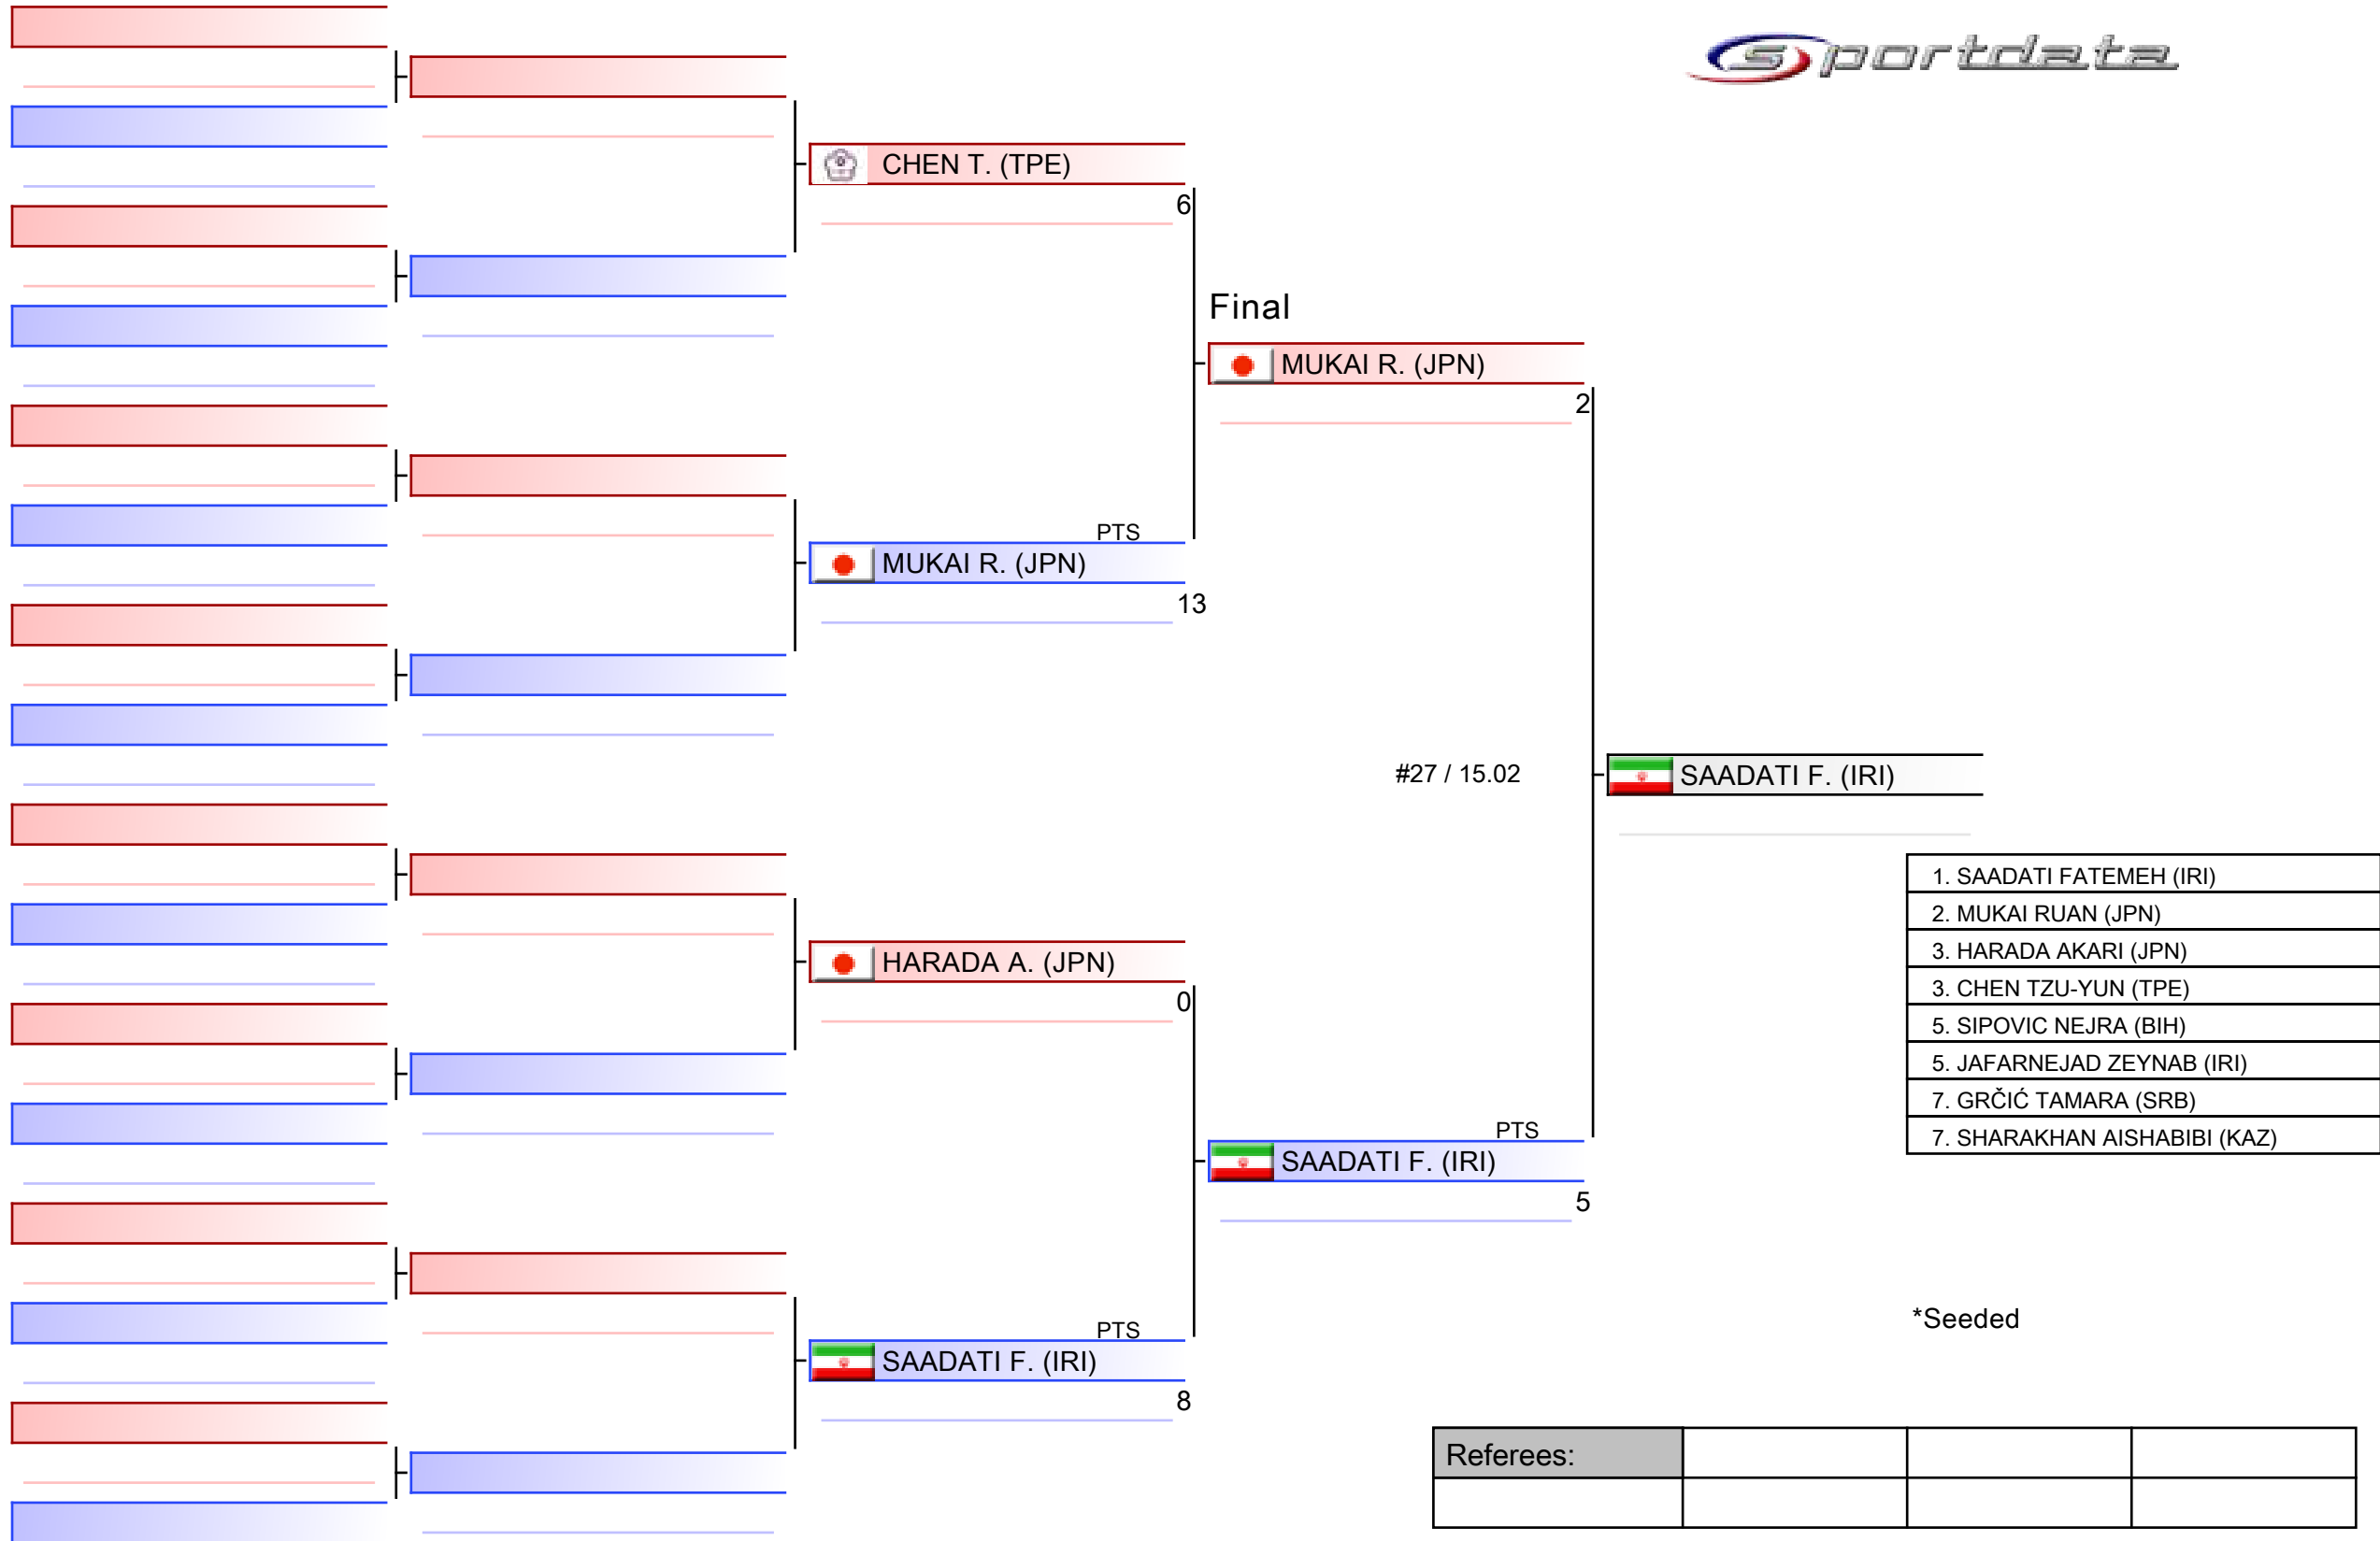 sportdata
CHEN T. (TPE)
6
Final
MUKAI R. (JPN)
2
PTS
MUKAI R. (JPN)
13
#27 / 15.02
SAADATI F. (IRI)
1. SAADATI FATEMEH (IRI)
2. MUKAI RUAN (JPN)
3. HARADA AKARI (JPN)
3. CHEN TZU-YUN (TPE)
5. SIPOVIC NEJRA (BIH)
5. JAFARNEJAD ZEYNAB (IRI)
7. GRČIĆ TAMARA (SRB)
7. SHARAKHAN AISHABIBI (KAZ)
HARADA A. (JPN)
0
PTS
SAADATI F. (IRI)
5
PTS
SAADATI F. (IRI)
8
*Seeded
Referees: